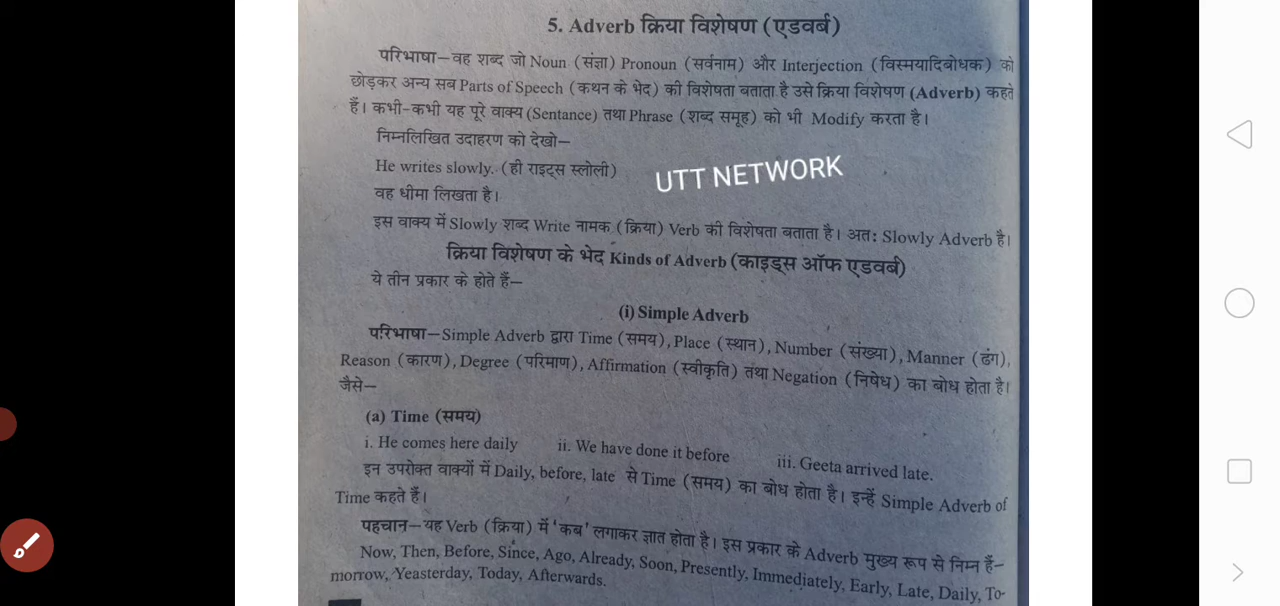 5. Adverb क्रिया विशेषण (एडवर्ब)
परिभाषा—वह शब्द जो Noun (संज्ञा) Pronoun (सर्वनाम) और Interjection (विस्मयादिबोधक) को
छोड़कर अन्य सब Parts of Speech (कथन के भेद) की विशेषता बताता है उसे क्रिया विशेषण (Adverb) कहते
हैं। कभी-कभी यह पूरे वाक्य (Sentance) तथा Phrase (शब्द समूह) को भी Modify करता है।
निम्नलिखित उदाहरण को देखो—
He writes slowly. (ही राइट्स स्लोली)
UTT NETWORK
वह धीमा लिखता है।
इस वाक्य में Slowly शब्द Write नामक (क्रिया) Verb की विशेषता बताता है। अतः Slowly Adverb है।
क्रिया विशेषण के भेद Kinds of Adverb (काइड्स ऑफ एडवर्ब)
ये तीन प्रकार के होते हैं—
(i) Simple Adverb
परिभाषा—Simple Adverb द्वारा Time (समय), Place (स्थान), Number (संख्या), Manner (ढंग),
Reason (कारण), Degree (परिमाण), Affirmation (स्वीकृति) तथा Negation (निषेध) का बोध होता है।
जैसे—
(a) Time (समय)
i. He comes here daily ii. We have done it before iii. Geeta arrived late.
इन उपरोक्त वाक्यों में Daily, before, late से Time (समय) का बोध होता है। इन्हें Simple Adverb of
Time कहते हैं।
पहचान—यह Verb (क्रिया) में ‘कब’ लगाकर ज्ञात होता है। इस प्रकार के Adverb मुख्य रूप से निम्न हैं—
Now, Then, Before, Since, Ago, Already, Soon, Presently, Immediately, Early, Late, Daily, To-
morrow, Yeasterday, Today, Afterwards.